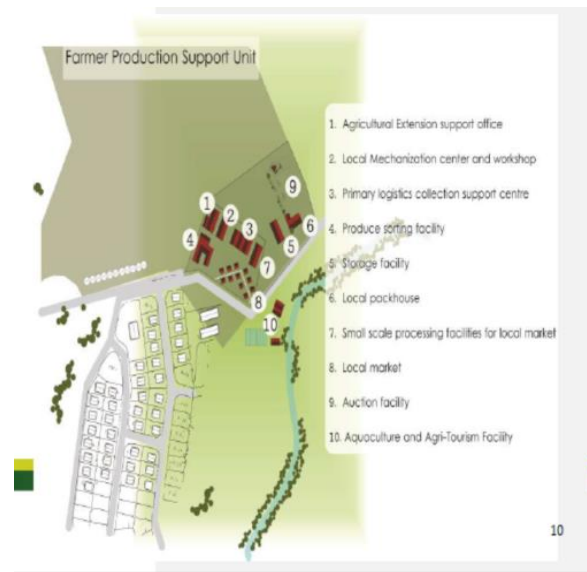 Farmer Production Support Unit
1. Agricultural Extension support office
2. Local Mechanization center and workshop
3. Primary logistics collection support centre
4. Produce sorting facility
5. Storage facility
6. Local packhouse
7. Small scale processing facilities for local market
8. Local market
9. Auction facility
10. Aquaculture and Agri-Tourism Facility
9
1
2
6
3
4
5
7
8
10
10